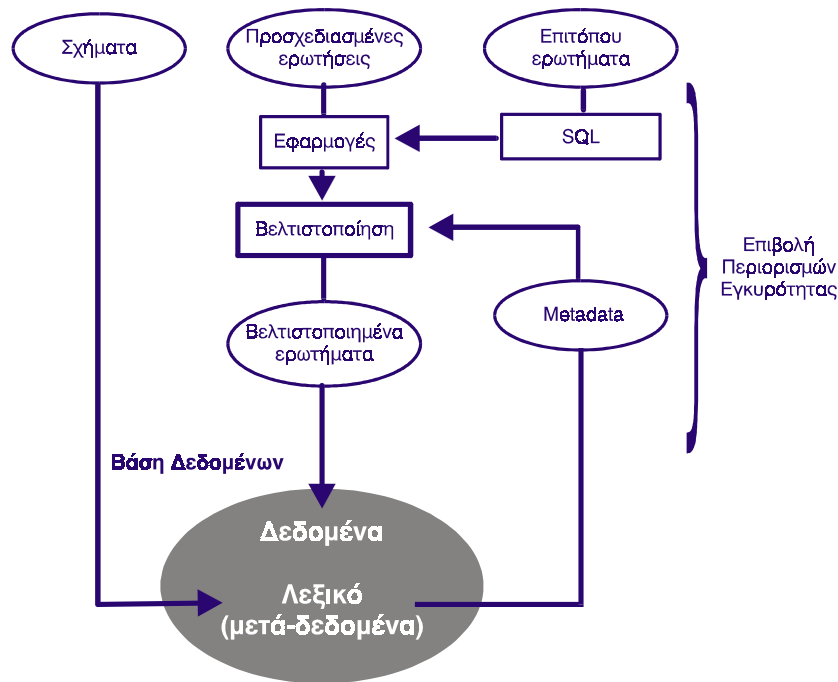 Σχήματα
Προσχεδιασμένες
ερωτήσεις
Επιτόπου
ερωτήματα
Εφαρμογές
SQL
Βελτιστοποίηση
Επιβολή
Περιορισμών
Εγκυρότητας
Βελτιστοποιημένα
ερωτήματα
Metadata
Βάση Δεδομένων
Δεδομένα
Λεξικό
(μετά-δεδομένα)